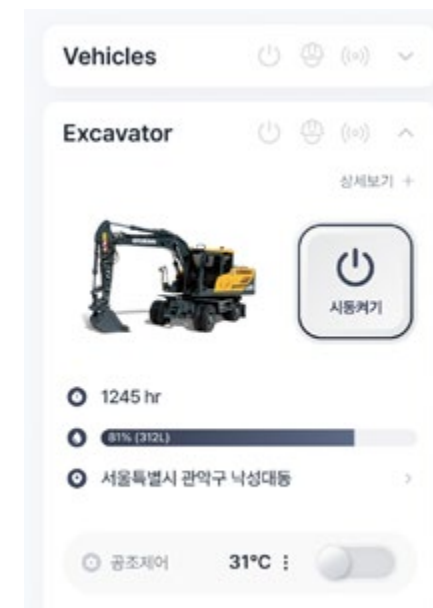 Vehicles
Excavator
상세보기 +
시동켜기
1245 hr
81% (312L)
서울특별시 관악구 낙성대동
공조제어 31°C